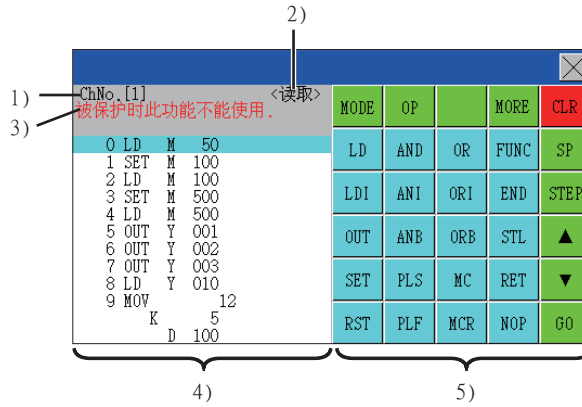 2)
1)
ChNo.[1] <读取>
3)
被保护时此功能不能使用.
0 LD M 50
1 SET M 100
2 LD M 100
3 SET M 500
4 LD M 500
5 OUT Y 001
6 OUT Y 002
7 OUT Y 003
8 LD Y 010
9 MOV 12
K 5
D 100
MODE OP MORE CLR
LD AND OR FUNC SP
LDI ANI ORI END STEP
OUT ANB ORB STL ▲
SET PLS MC RET ▼
RST PLF MCR NOP GO
4) 5)